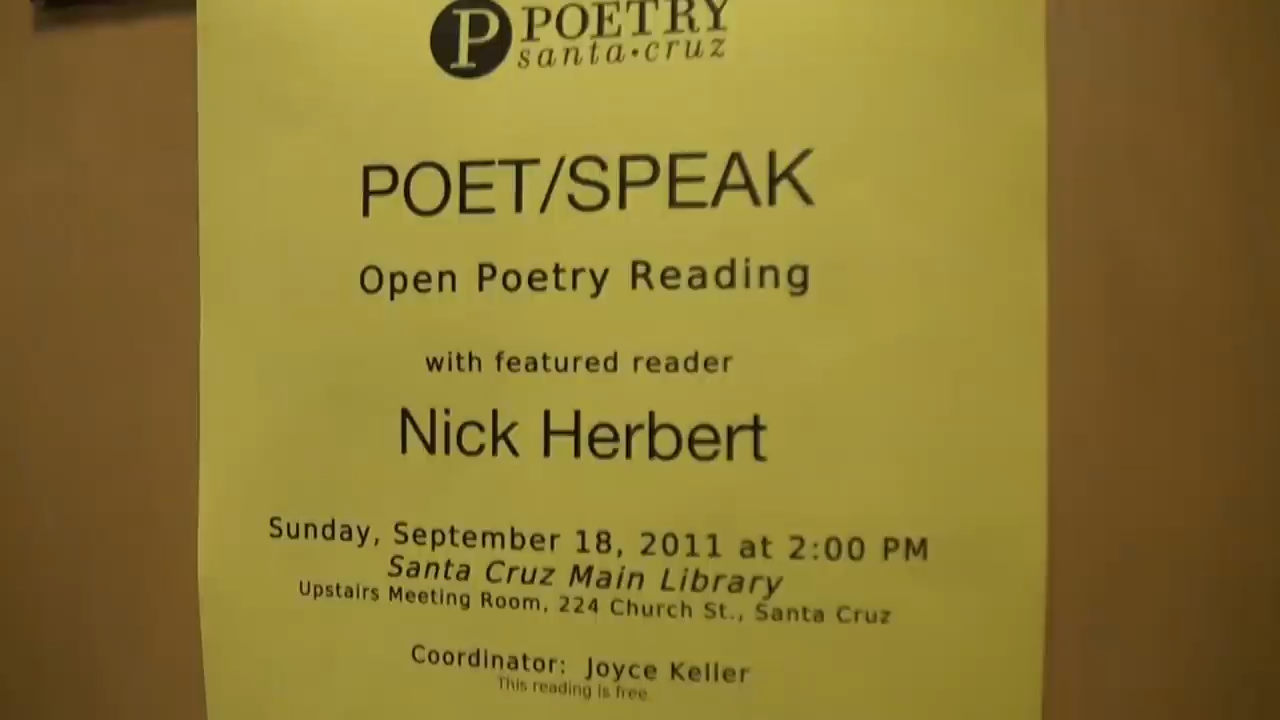 P POETRY
santa•cruz
POET/SPEAK
Open Poetry Reading
with featured reader
Nick Herbert
Sunday, September 18, 2011 at 2:00 PM
Santa Cruz Main Library
Upstairs Meeting Room, 224 Church St., Santa Cruz
Coordinator: Joyce Keller
This reading is free